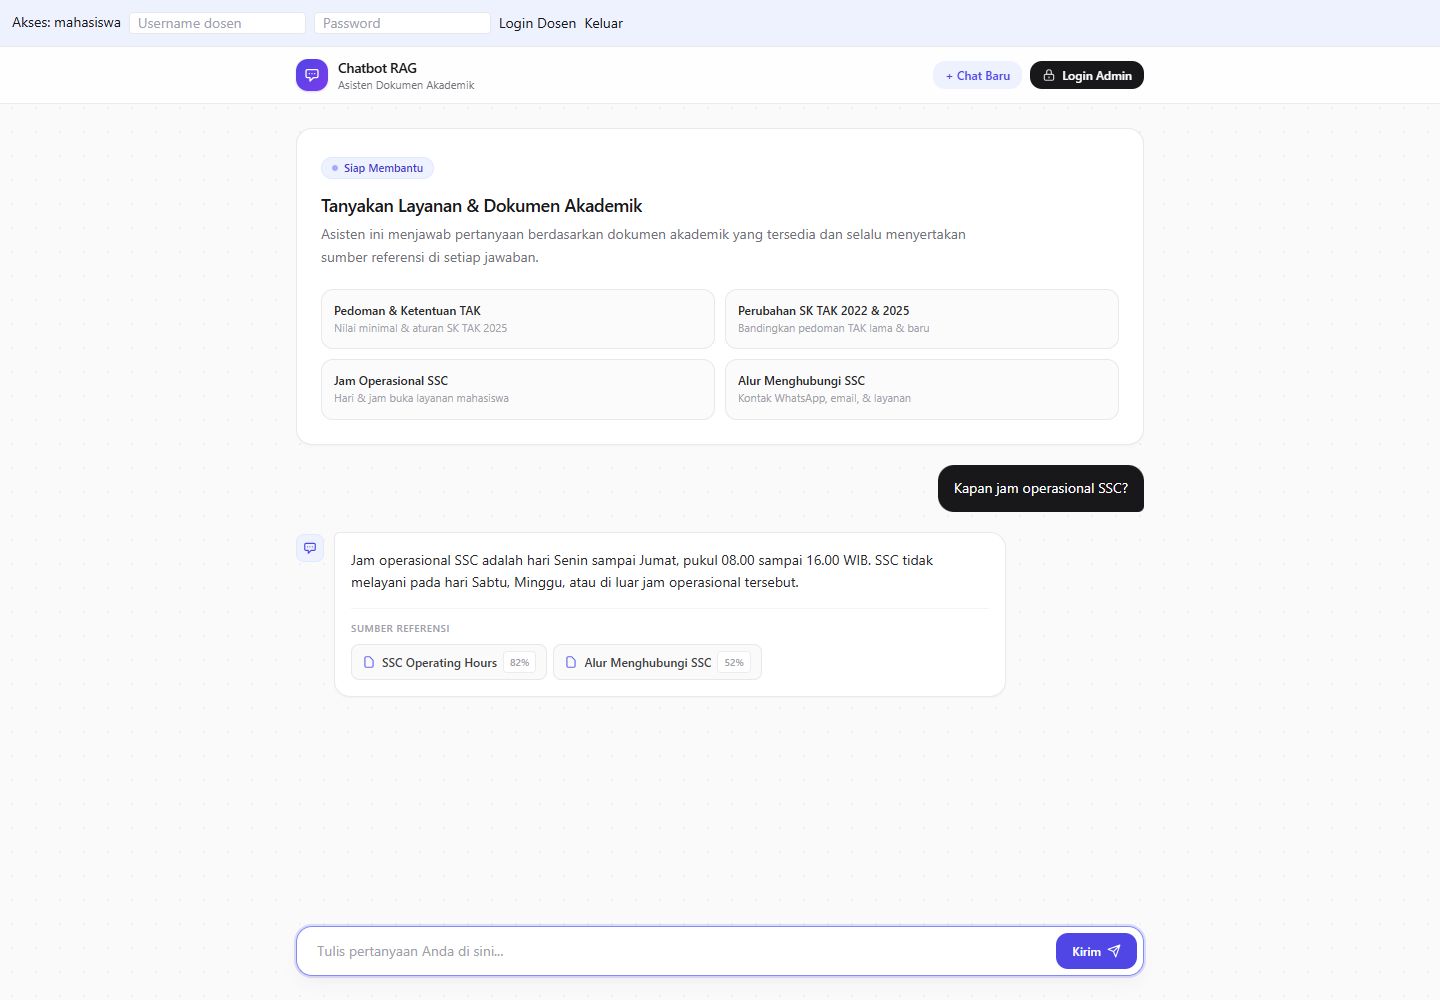 Akses: mahasiswa Username dosen Password Login Dosen Keluar
Chatbot RAG
Asisten Dokumen Akademik
+ Chat Baru
Login Admin
Siap Membantu
Tanyakan Layanan & Dokumen Akademik
Asisten ini menjawab pertanyaan berdasarkan dokumen akademik yang tersedia dan selalu menyertakan
sumber referensi di setiap jawaban.
Pedoman & Ketentuan TAK
Nilai minimal & aturan SK TAK 2025
Perubahan SK TAK 2022 & 2025
Bandingkan pedoman TAK lama & baru
Jam Operasional SSC
Hari & jam buka layanan mahasiswa
Alur Menghubungi SSC
Kontak WhatsApp, email, & layanan
Kapan jam operasional SSC?
Jam operasional SSC adalah hari Senin sampai Jumat, pukul 08.00 sampai 16.00 WIB. SSC tidak
melayani pada hari Sabtu, Minggu, atau di luar jam operasional tersebut.
SUMBER REFERENSI
SSC Operating Hours 82%
Alur Menghubungi SSC 52%
Tulis pertanyaan Anda di sini...
Kirim